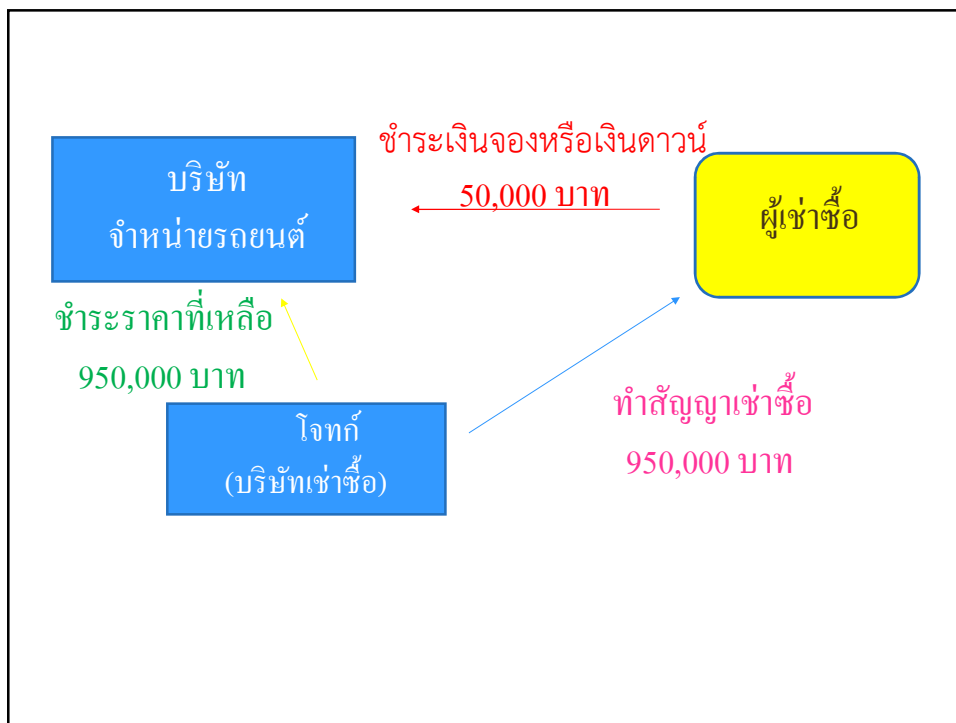 ชำระเงินจองหรือเงินดาวน์
50,000 บาท
บริษัท
จำหน่ายรถยนต์
ผู้เช่าซื้อ
ชำระราคาที่เหลือ
950,000 บาท
โจทก์
(บริษัทเช่าซื้อ)
ทำสัญญาเช่าซื้อ
950,000 บาท